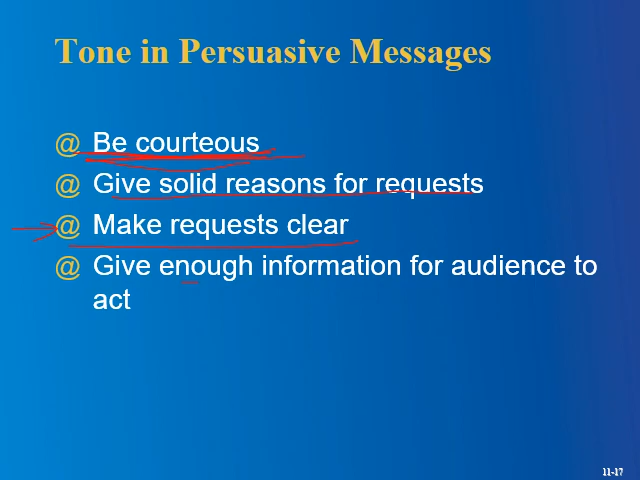 Tone in Persuasive Messages
@ Be courteous
@ Give solid reasons for requests
@ Make requests clear
@ Give enough information for audience to
act
11-17